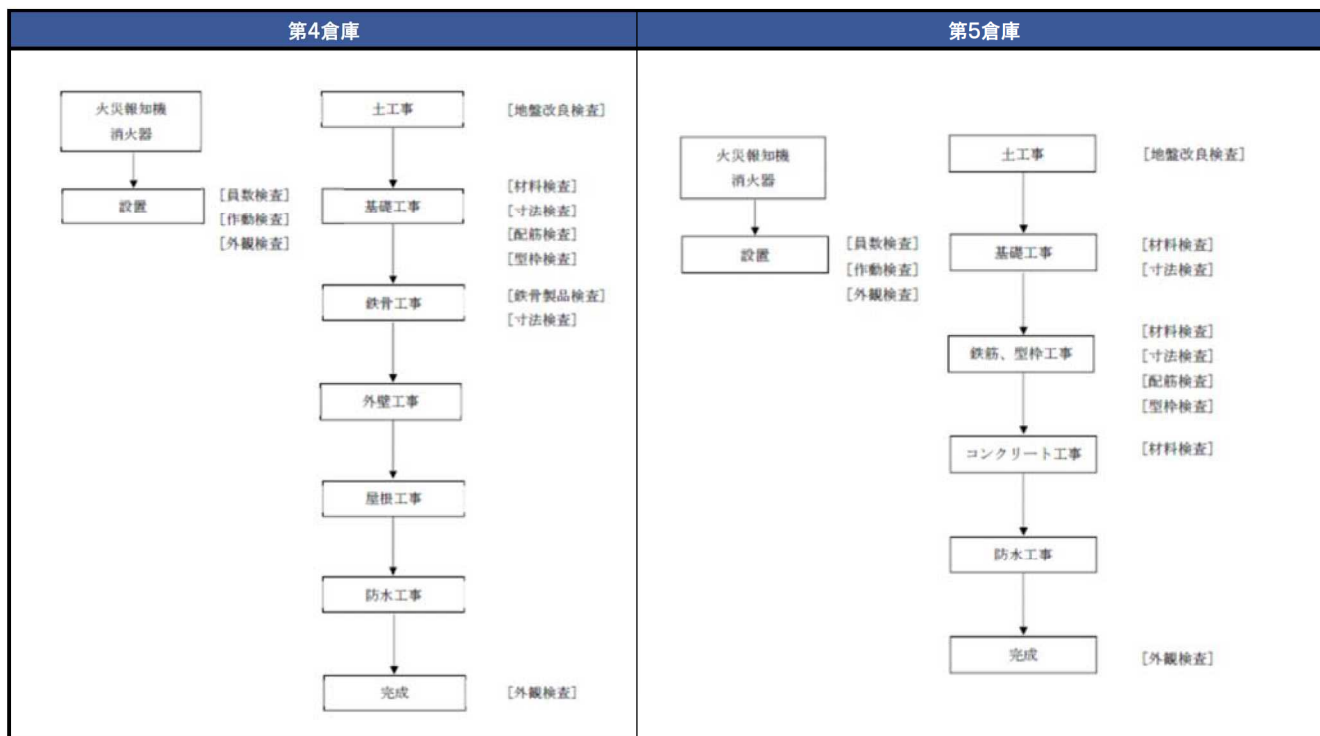 第4倉庫
火災報知機
消火器
設置
[員数検査]
[作動検査]
[外観検査]
土工事
[地盤改良検査]
基礎工事
[材料検査]
[寸法検査]
[配筋検査]
[型枠検査]
鉄骨工事
[鉄骨製品検査]
[寸法検査]
外壁工事
屋根工事
防水工事
完成
[外観検査]
第5倉庫
火災報知機
消火器
設置
[員数検査]
[作動検査]
[外観検査]
土工事
[地盤改良検査]
基礎工事
[材料検査]
[寸法検査]
鉄筋、型枠工事
[材料検査]
[寸法検査]
[配筋検査]
[型枠検査]
コンクリート工事
[材料検査]
防水工事
完成
[外観検査]